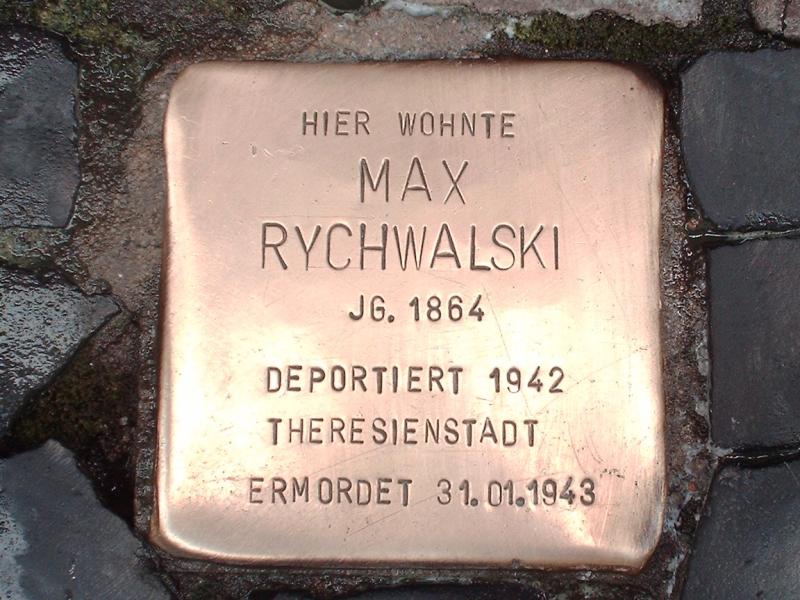 HIER WOHNTE
MAX
RYCHWALSKI
JG. 1864
DEPORTIERT 1942
THERESIENSTADT
ERMORDET 31.01.1943